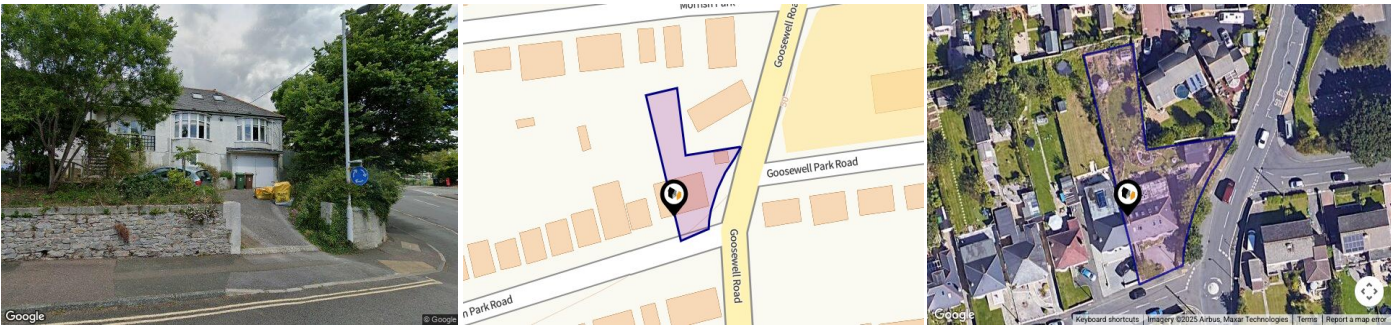 Google
© Google
Morrish Park
Goosewell Road
Goosewell Park Road
Goosewell Road
n Park Road
Google
Keyboard shortcuts
Imagery ©2025 Airbus, Maxar Technologies
Terms
Report a map error